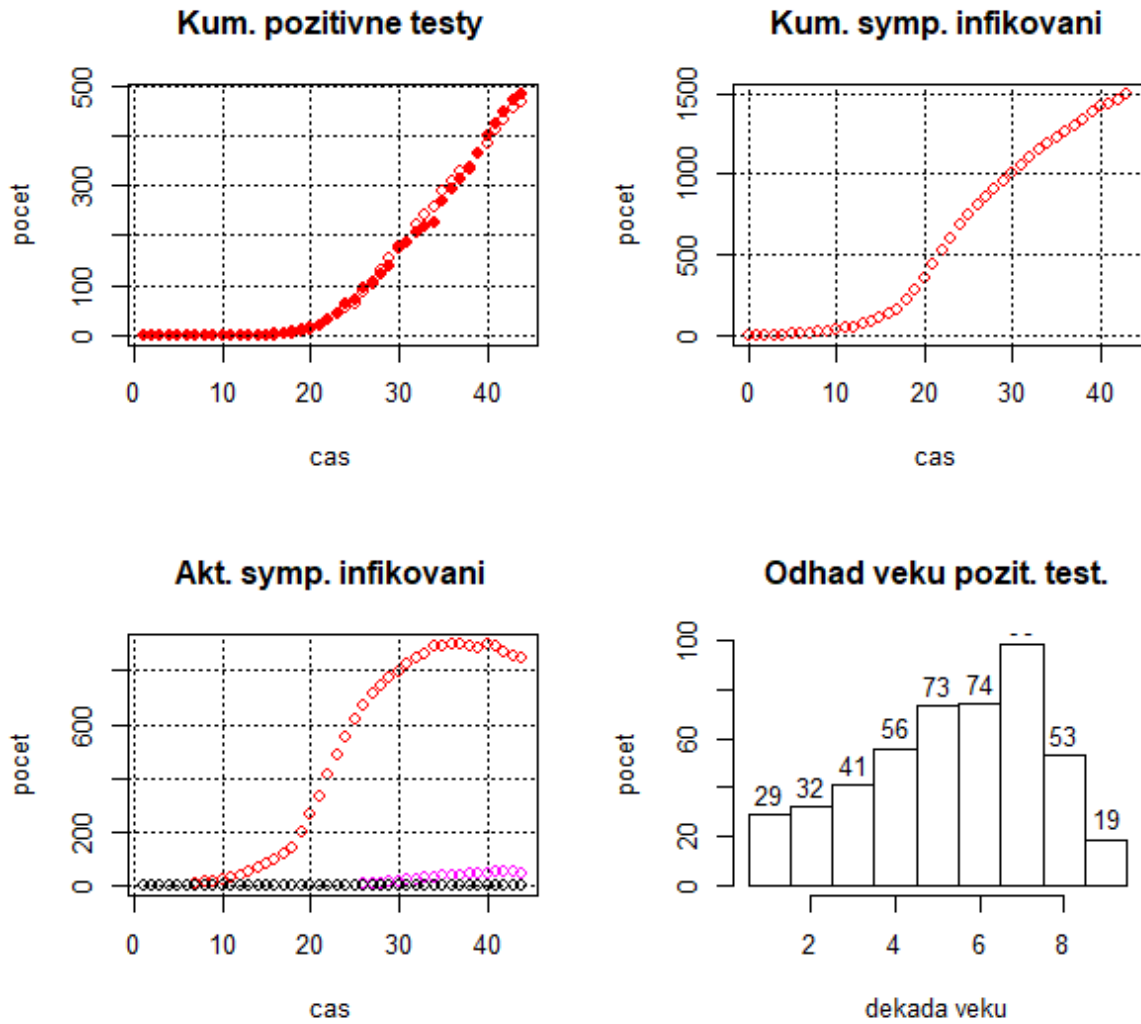 Kum. pozitivne testy
pocet
500
300
100
0
0 10 20 30 40
cas
Kum. symp. infikovani
pocet
1500
1000
500
0
0 10 20 30 40
cas
Akt. symp. infikovani
pocet
600
200
0
0 10 20 30 40
cas
Odhad veku pozit. test.
pocet
100
60
20
0
29 32 41 56 73 74 53 19
2 4 6 8
dekada veku